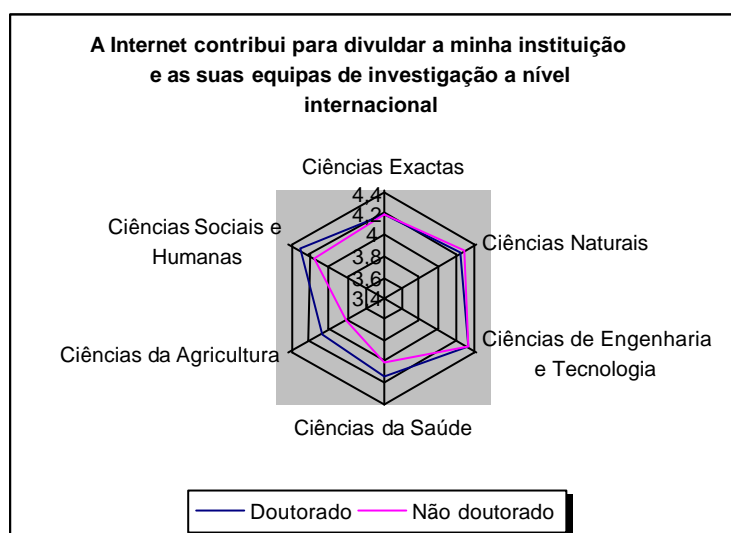 A Internet contribui para divuldar a minha instituição
e as suas equipas de investigação a nível
internacional
Ciências Exactas
4,4
4,2
4
3,8
3,6
3,4
Ciências Naturais
Ciências de Engenharia
e Tecnologia
Ciências da Saúde
Ciências da Agricultura
Ciências Sociais e
Humanas
Doutorado
Não doutorado